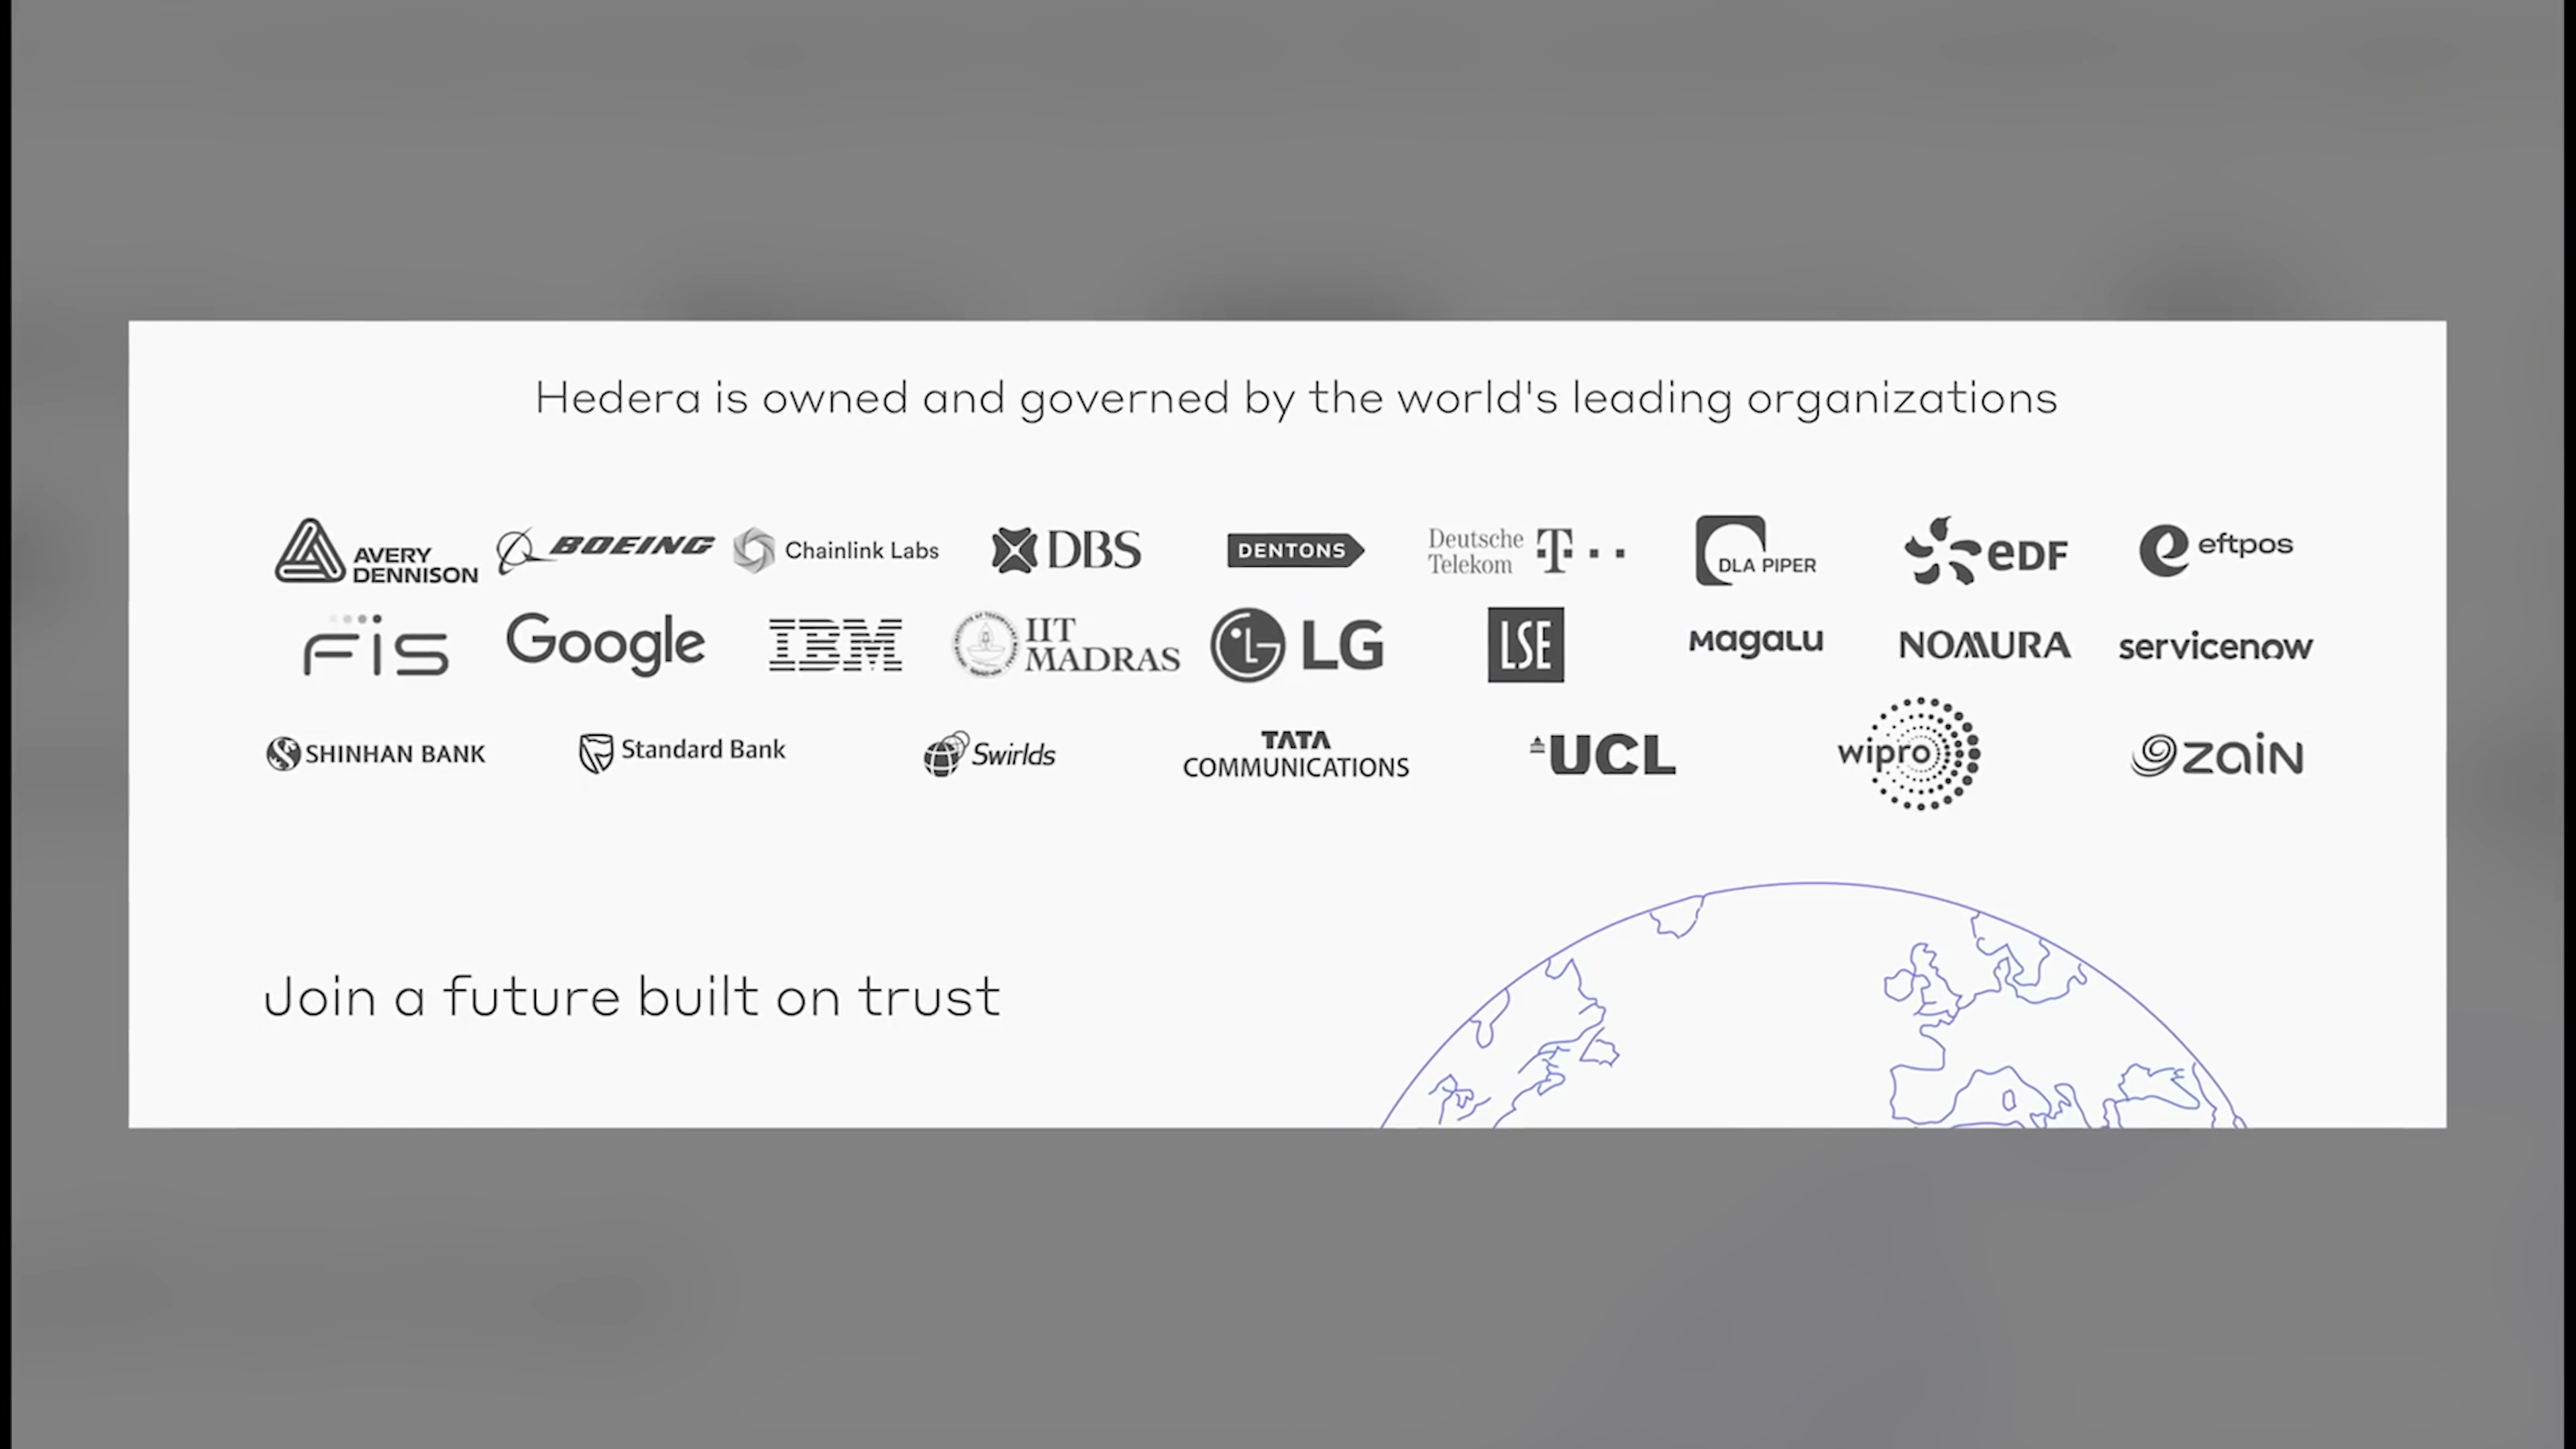 Hedera is owned and governed by the world's leading organizations
AVERY DENNISON BOEING Chainlink Labs DBS DENTONS Deutsche Telekom T DLA PIPER eDF eftpos
FIS Google IBM IIT MADRAS LG LSE Magalu NOMURA servicenow
SHINHAN BANK Standard Bank Swirlds TATA COMMUNICATIONS UCL wipro zain
Join a future built on trust